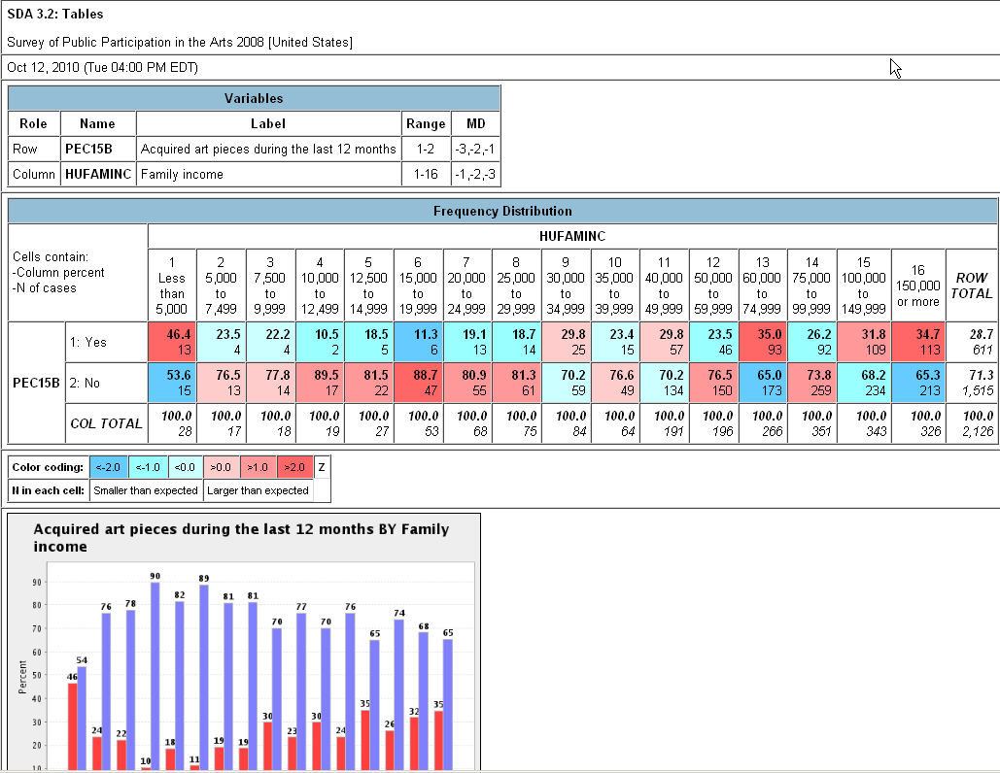 SDA 3.2: Tables
Survey of Public Participation in the Arts 2008 [United States]
Oct 12, 2010 (Tue 04:00 PM EDT)
Variables
Role Name Label Range MD
Row PEC15B Acquired art pieces during the last 12 months 1-2 -3,-2,-1
Column HUFAMINC Family income 1-16 -1,-2,-3
Frequency Distribution
Cells contain:
-Column percent
-N of cases
HUFAMINC
1 Less than 5,000
2 5,000 to 7,499
3 7,500 to 9,999
4 10,000 to 12,499
5 12,500 to 14,999
6 15,000 to 19,999
7 20,000 to 24,999
8 25,000 to 29,999
9 30,000 to 34,999
10 35,000 to 39,999
11 40,000 to 49,999
12 50,000 to 59,999
13 60,000 to 74,999
14 75,000 to 99,999
15 100,000 to 149,999
16 150,000 or more
ROW TOTAL
PEC15B
1: Yes
46.4 23.5 22.2 10.5 18.5 11.3 19.1 18.7 29.8 23.4 29.8 23.5 35.0 26.2 31.8 34.7 28.7
13 4 4 2 5 6 13 14 25 15 57 46 93 92 109 113 611
2: No
53.6 76.5 77.8 89.5 81.5 88.7 80.9 81.3 70.2 76.6 70.2 76.5 65.0 73.8 68.2 65.3 71.3
15 13 14 17 22 47 55 61 59 49 134 150 173 259 234 213 1,515
COL TOTAL
100.0 100.0 100.0 100.0 100.0 100.0 100.0 100.0 100.0 100.0 100.0 100.0 100.0 100.0 100.0 100.0 100.0
28 17 18 19 27 53 68 75 84 64 191 196 266 351 343 326 2,126
Color coding: <-2.0 <-1.0 <0.0 >0.0 >1.0 >2.0 Z
N in each cell: Smaller than expected Larger than expected
Acquired art pieces during the last 12 months BY Family
income
Percent
90
80
70
60
50
40
30
20
10
46 54 24 76 22 78 10 90 18 82 11 89 19 81 19 81 30 70 23 77 30 70 24 76 35 65 26 74 32 68 35 65